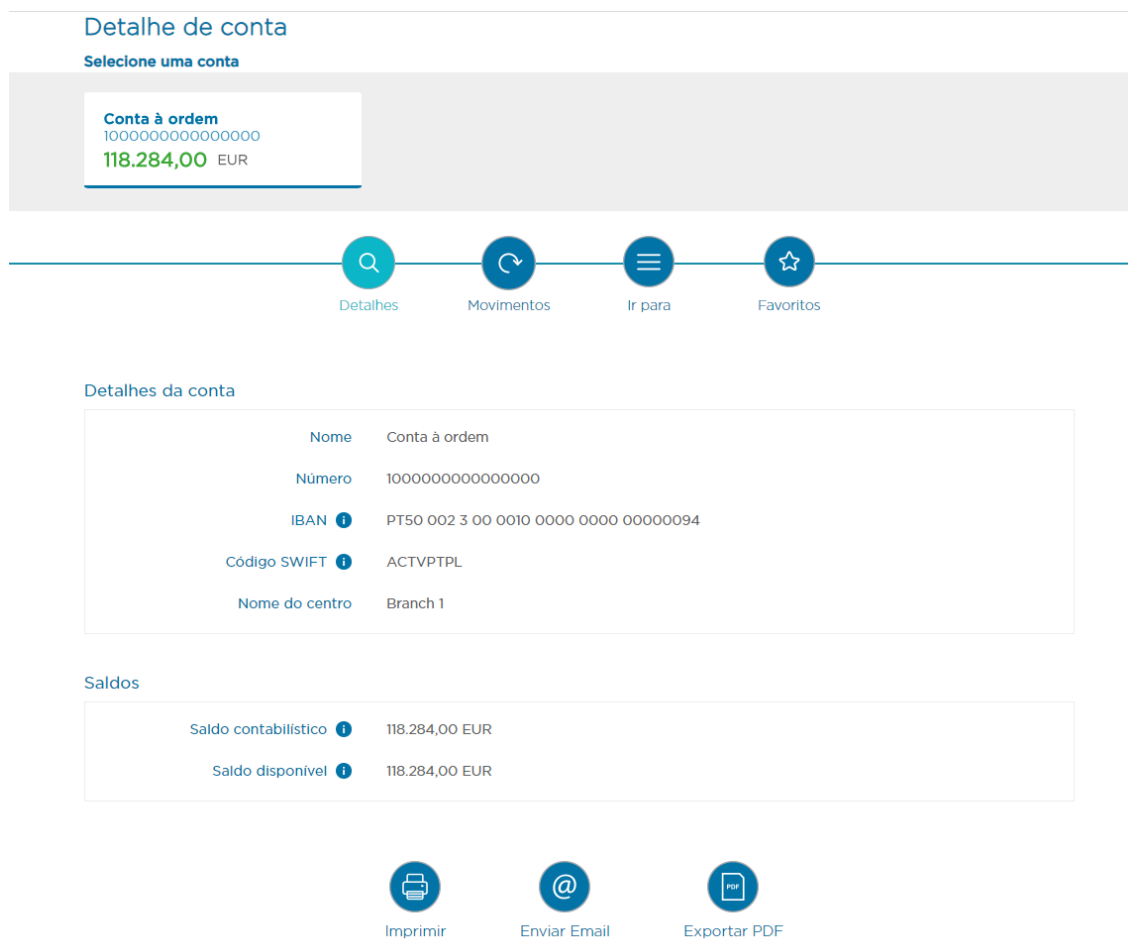 Detalhe de conta
Selecione uma conta
Conta à ordem
1000000000000000
118.284,00 EUR
Detalhes Movimentos Ir para Favoritos
Detalhes da conta
Nome Conta à ordem
Número 1000000000000000
IBAN i PT50 002 3 00 0010 0000 0000 00000094
Código SWIFT i ACTVPTPL
Nome do centro Branch 1
Saldos
Saldo contabilístico i 118.284,00 EUR
Saldo disponível i 118.284,00 EUR
@ PDF
Imprimir Enviar Email Exportar PDF